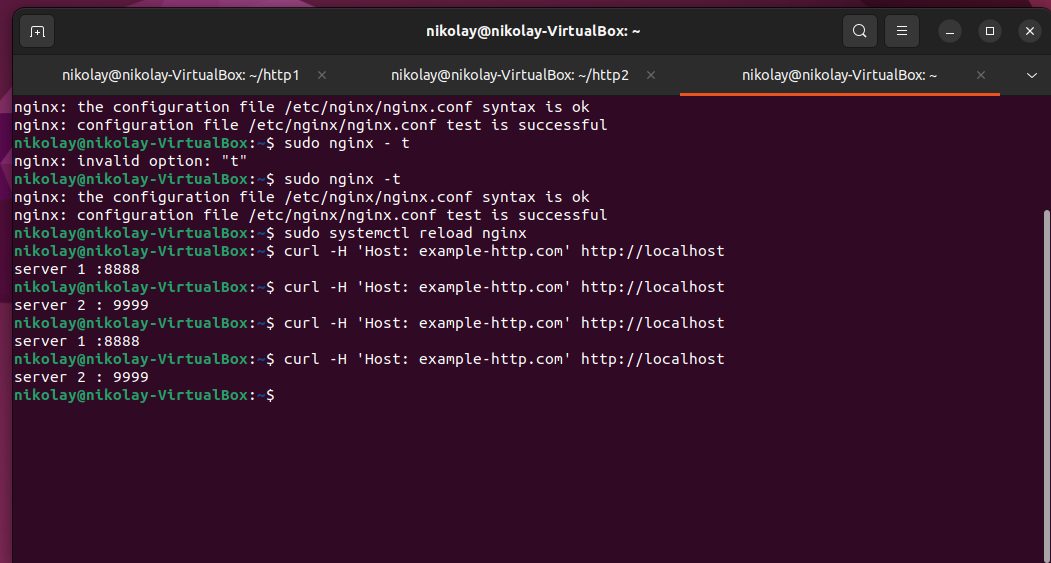 nikolay@nikolay-VirtualBox: ~
nikolay@nikolay-VirtualBox: ~/http1
nikolay@nikolay-VirtualBox: ~/http2
nikolay@nikolay-VirtualBox: ~
nginx: the configuration file /etc/nginx/nginx.conf syntax is ok
nginx: configuration file /etc/nginx/nginx.conf test is successful
nikolay@nikolay-VirtualBox:~$ sudo nginx - t
nginx: invalid option: "t"
nikolay@nikolay-VirtualBox:~$ sudo nginx -t
nginx: the configuration file /etc/nginx/nginx.conf syntax is ok
nginx: configuration file /etc/nginx/nginx.conf test is successful
nikolay@nikolay-VirtualBox:~$ sudo systemctl reload nginx
nikolay@nikolay-VirtualBox:~$ curl -H 'Host: example-http.com' http://localhost
server 1 :8888
nikolay@nikolay-VirtualBox:~$ curl -H 'Host: example-http.com' http://localhost
server 2 : 9999
nikolay@nikolay-VirtualBox:~$ curl -H 'Host: example-http.com' http://localhost
server 1 :8888
nikolay@nikolay-VirtualBox:~$ curl -H 'Host: example-http.com' http://localhost
server 2 : 9999
nikolay@nikolay-VirtualBox:~$